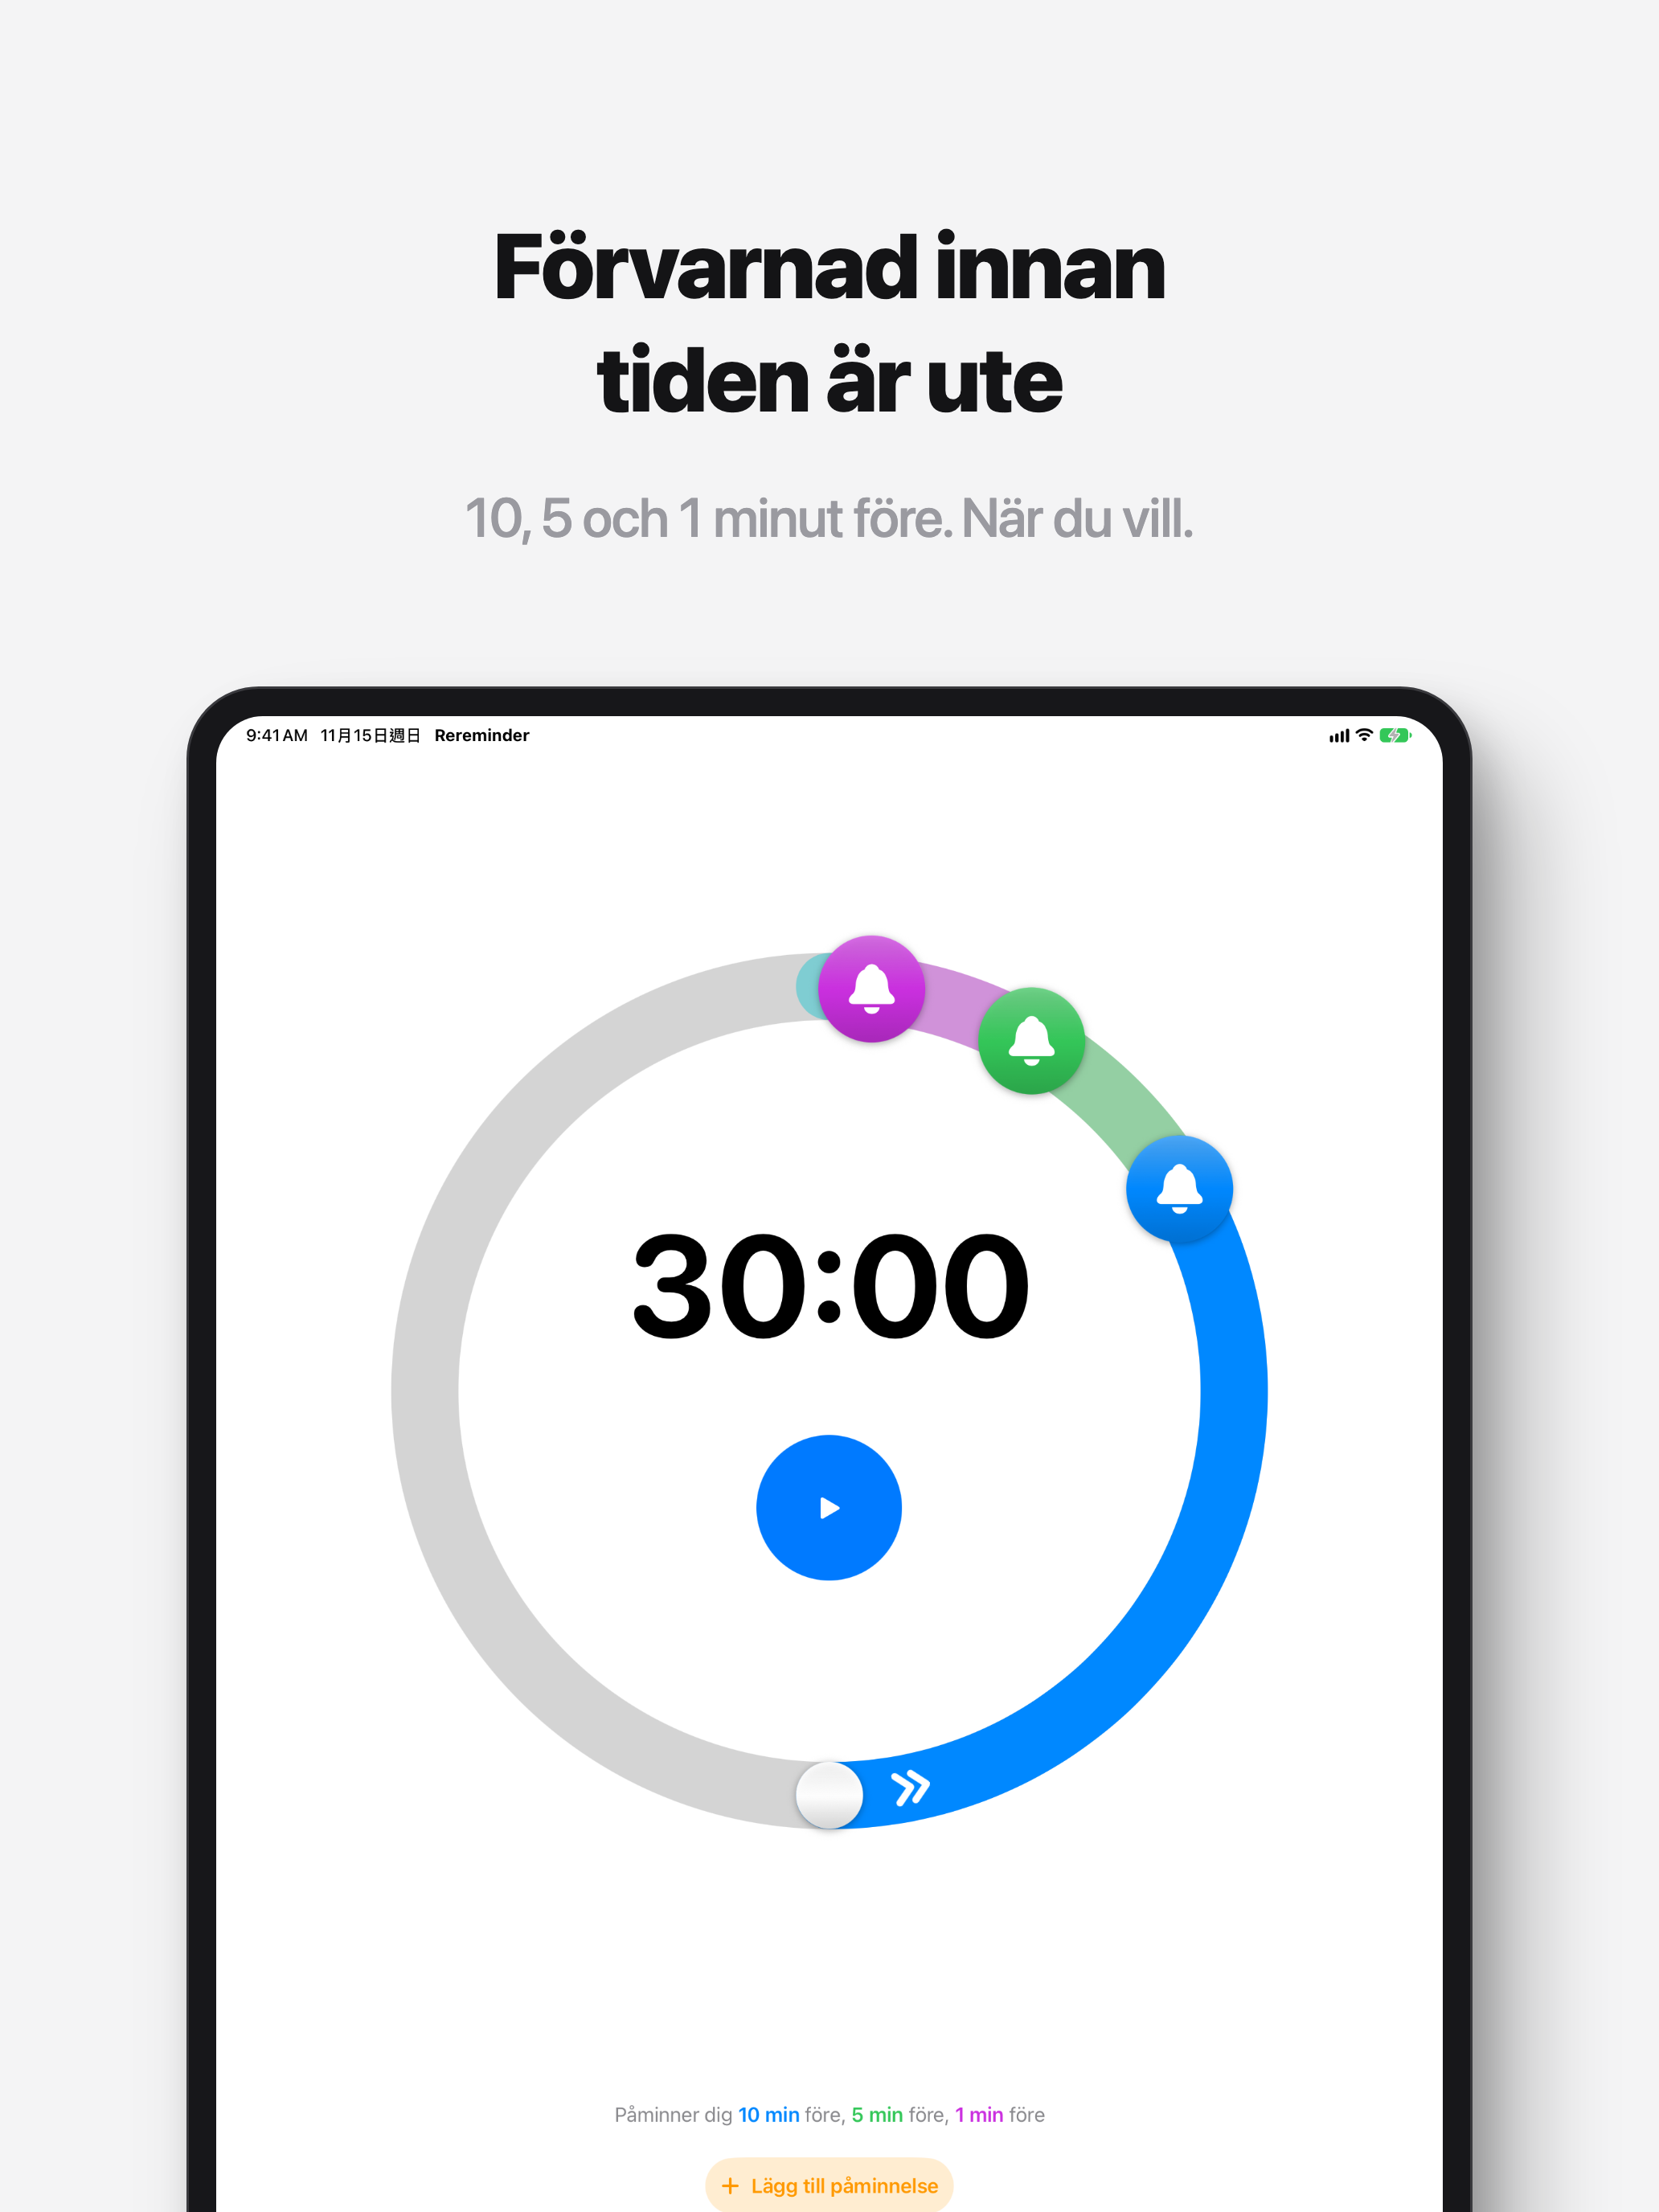 Förvarnad innan
tiden är ute
10, 5 och 1 minut före. När du vill.
9:41 AM 11月15日週日 Rereminder
30:00
Påminner dig 10 min före, 5 min före, 1 min före
+ Lägg till påminnelse